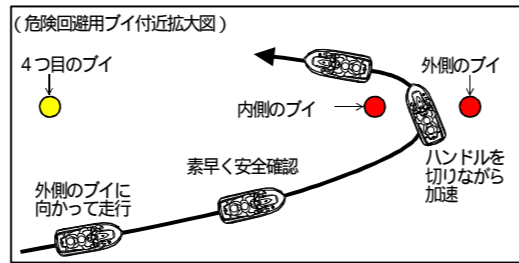 (危険回避用ブイ付近拡大図)
4つ目のブイ
外側のブイ
内側のブイ
素早く安全確認
ハンドルを
切りながら
加速
外側のブイに
向かって走行